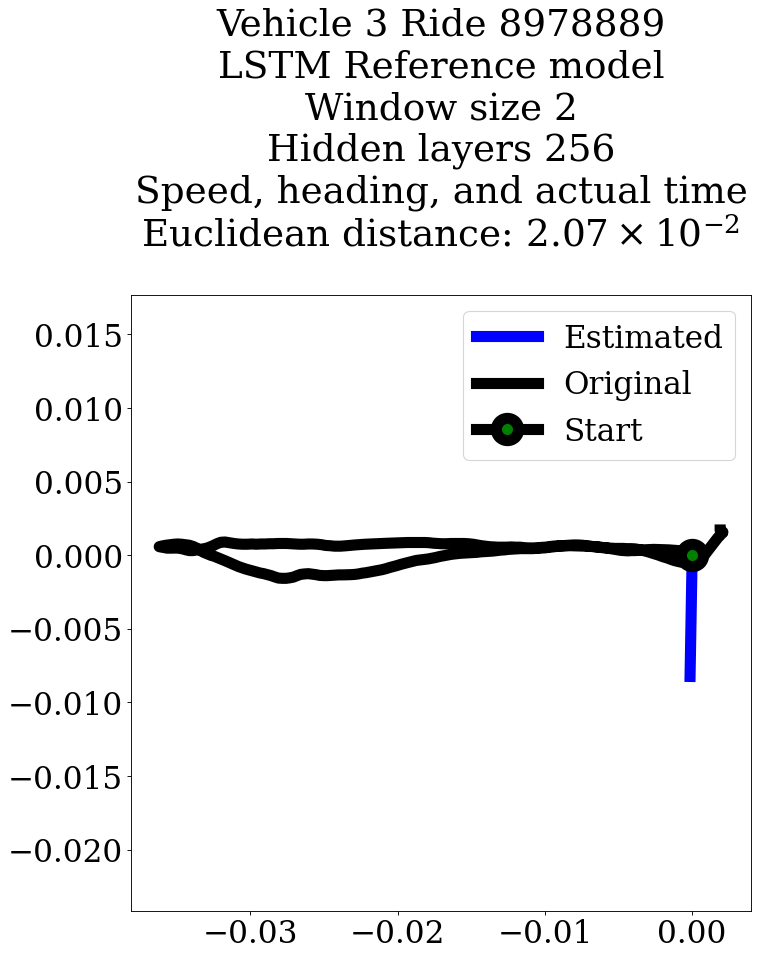 Vehicle 3 Ride 8978889
LSTM Reference model
Window size 2
Hidden layers 256
Speed, heading, and actual time
Euclidean distance: 2.07 × 10⁻²
Estimated
Original
Start
0.015
0.010
0.005
0.000
−0.005
−0.010
−0.015
−0.020
−0.03 −0.02 −0.01 0.00